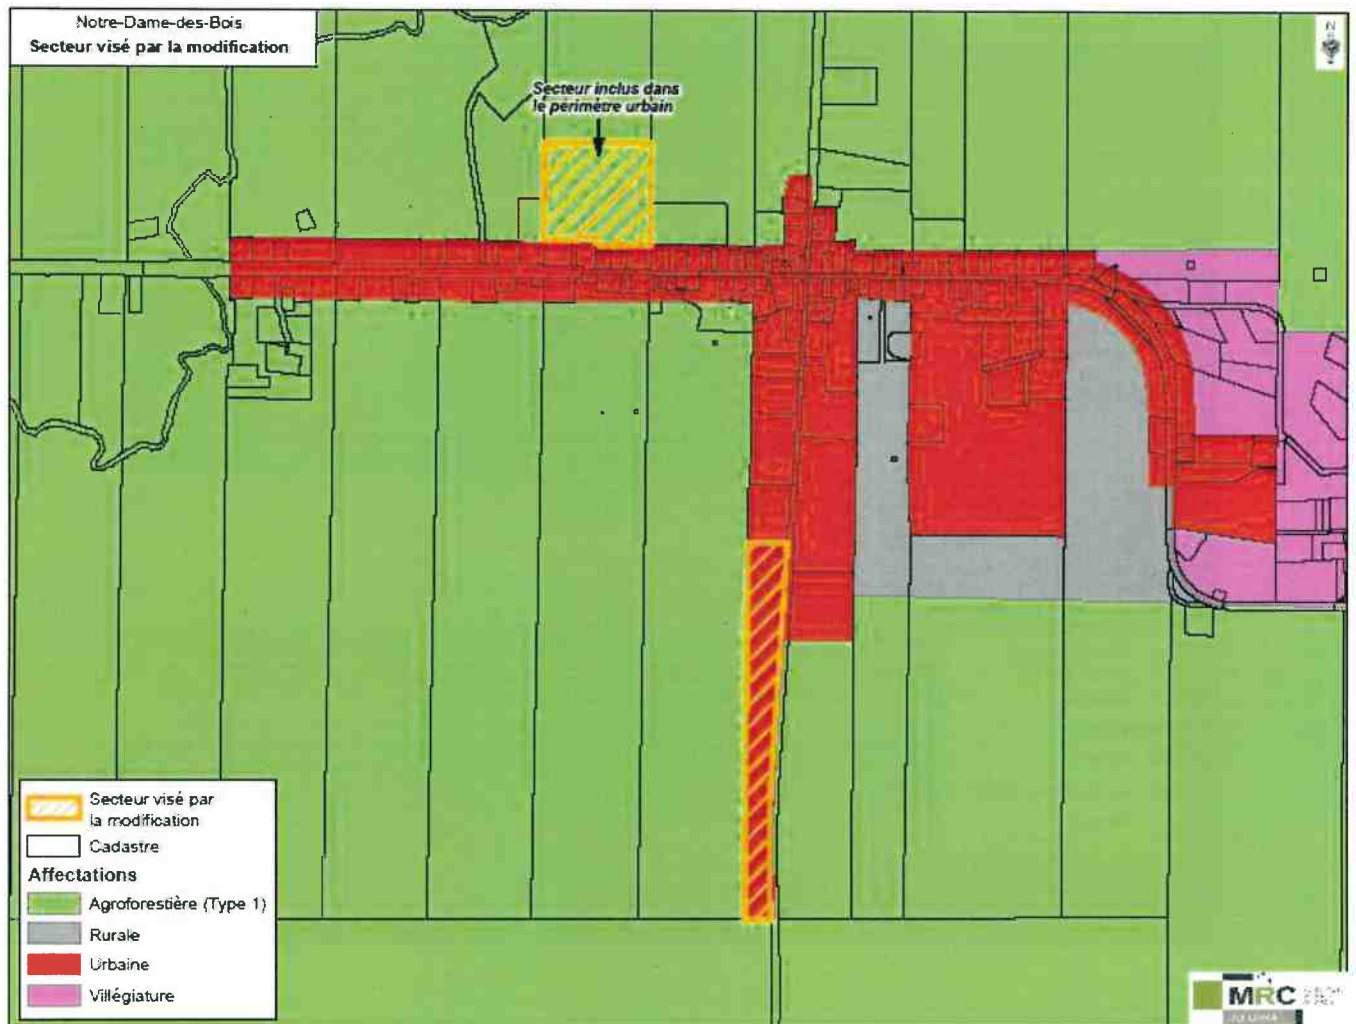 Notre-Dame-des-Bois
Secteur visé par la modification
Secteur inclus dans
le périmètre urbain
Secteur visé par
la modification
Cadastre
Affectations
Agroforestière (Type 1)
Rurale
Urbaine
Villégiature
MRC